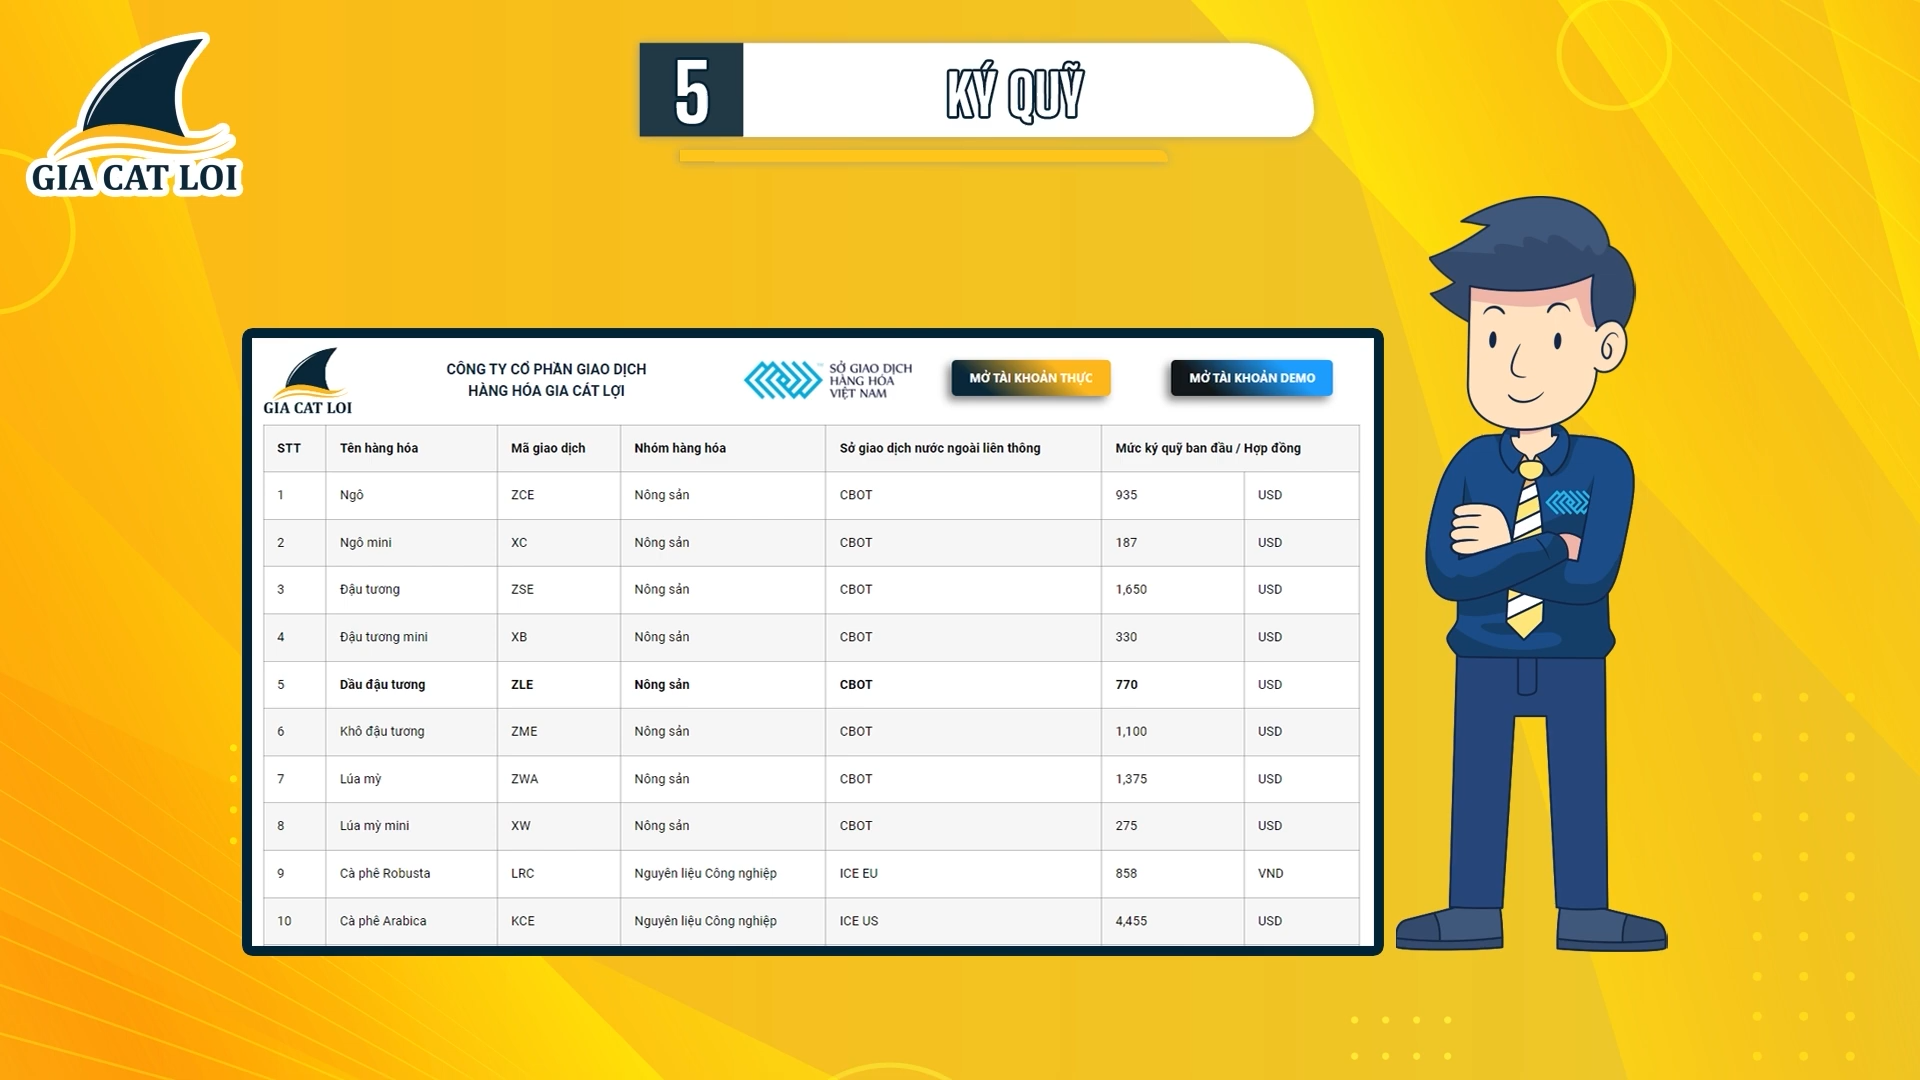 GIA CAT LOI
5
KÝ QUỸ
GIA CAT LOI
CÔNG TY CỔ PHẦN GIAO DỊCH
HÀNG HÓA GIA CÁT LỢI
SỞ GIAO DỊCH
HÀNG HÓA
VIỆT NAM
MỞ TÀI KHOẢN THỰC
MỞ TÀI KHOẢN DEMO
STT Tên hàng hóa Mã giao dịch Nhóm hàng hóa Sở giao dịch nước ngoài liên thông Mức ký quỹ ban đầu / Hợp đồng
1 Ngô ZCE Nông sản CBOT 935 USD
2 Ngô mini XC Nông sản CBOT 187 USD
3 Đậu tương ZSE Nông sản CBOT 1,650 USD
4 Đậu tương mini XB Nông sản CBOT 330 USD
5 Dầu đậu tương ZLE Nông sản CBOT 770 USD
6 Khô đậu tương ZME Nông sản CBOT 1,100 USD
7 Lúa mỳ ZWA Nông sản CBOT 1,375 USD
8 Lúa mỳ mini XW Nông sản CBOT 275 USD
9 Cà phê Robusta LRC Nguyên liệu Công nghiệp ICE EU 858 VND
10 Cà phê Arabica KCE Nguyên liệu Công nghiệp ICE US 4,455 USD